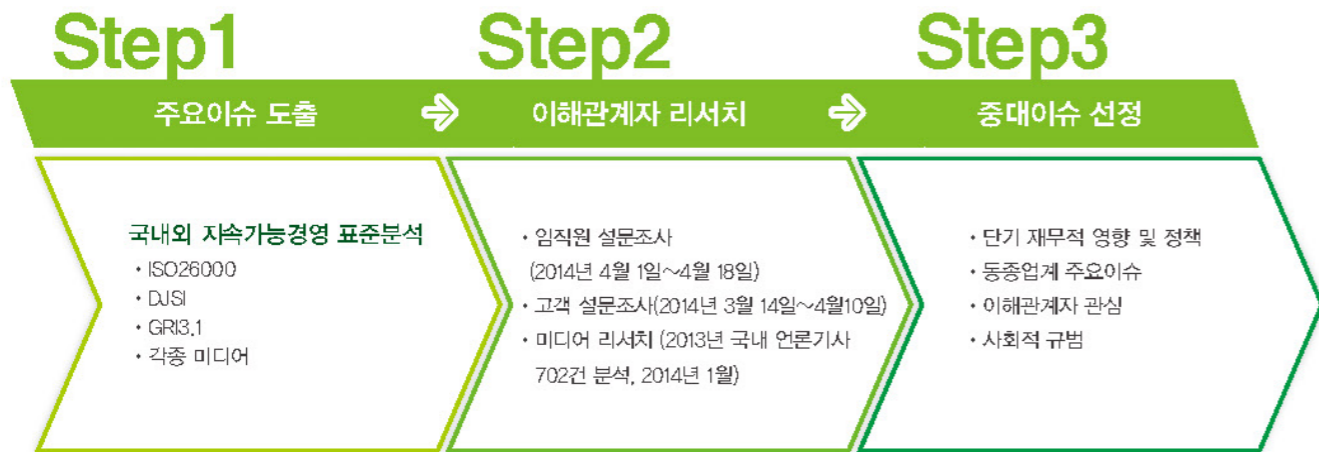 Step1
주요이슈 도출
국내외 지속가능경영 표준분석
· ISO26000
· DJSI
· GRI3.1
· 각종 미디어
Step2
이해관계자 리서치
· 임직원 설문조사
(2014년 4월 1일~4월 18일)
· 고객 설문조사(2014년 3월 14일~4월10일)
· 미디어 리서치 (2013년 국내 언론기사
702건 분석, 2014년 1월)
Step3
중대이슈 선정
· 단기 재무적 영향 및 정책
· 동종업계 주요이슈
· 이해관계자 관심
· 사회적 규범